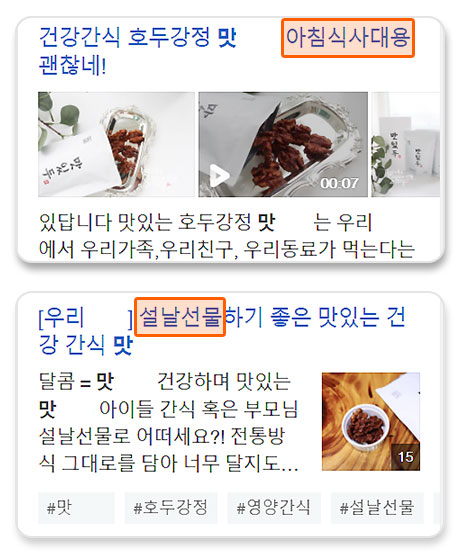 건강간식 호두강정 맛 아침식사대용
괜찮네!
맛있두
00:07
맛있두
있답니다 맛있는 호두강정 맛 는 우리
에서 우리가족,우리친구, 우리동료가 먹는다는
[우리 ] 설날선물하기 좋은 맛있는 건
강 간식 맛
달콤 = 맛 건강하며 맛있는
맛 아이들 간식 혹은 부모님
설날선물로 어떠세요?! 전통방
식 그대로를 담아 너무 달지도...
15
#맛 #호두강정 #영양간식 #설날선물